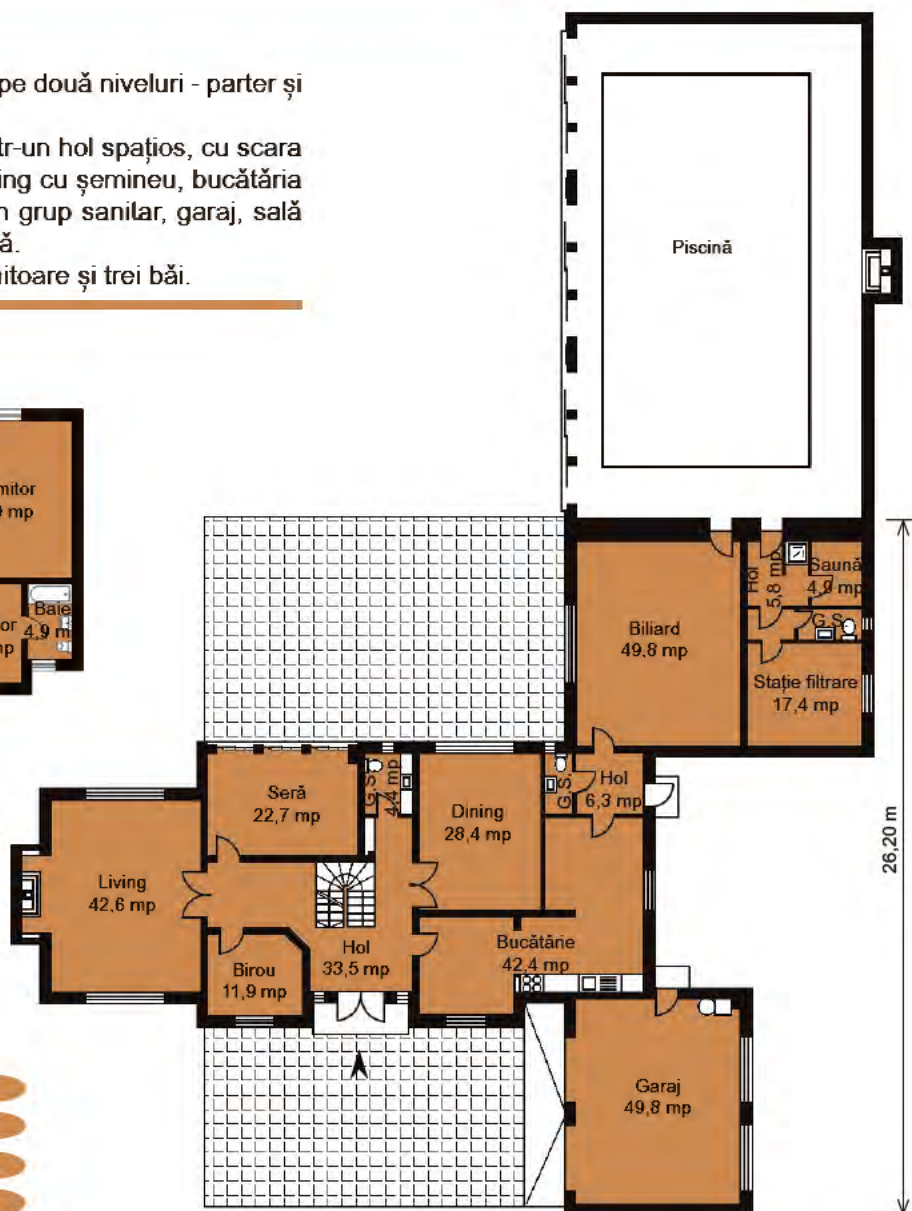 pe două niveluri - parter și
tr-un hol spațios, cu scara
ing cu șemineu, bucătăria
n grup sanitar, garaj, sală
ă.
nitoare și trei băi.
Piscină
mitor
9 mp
Baie
4,9 m
or
mp
Hol
5,8 mp
Saună
4,9 mp
G.S.
Biliard
49,8 mp
Stație filtrare
17,4 mp
Seră
22,7 mp
G.S.
4,4 mp
Dining
28,4 mp
G.S.
Hol
6,3 mp
26,20 m
Living
42,6 mp
Birou
11,9 mp
Hol
33,5 mp
Bucătărie
42,4 mp
Garaj
49,8 mp